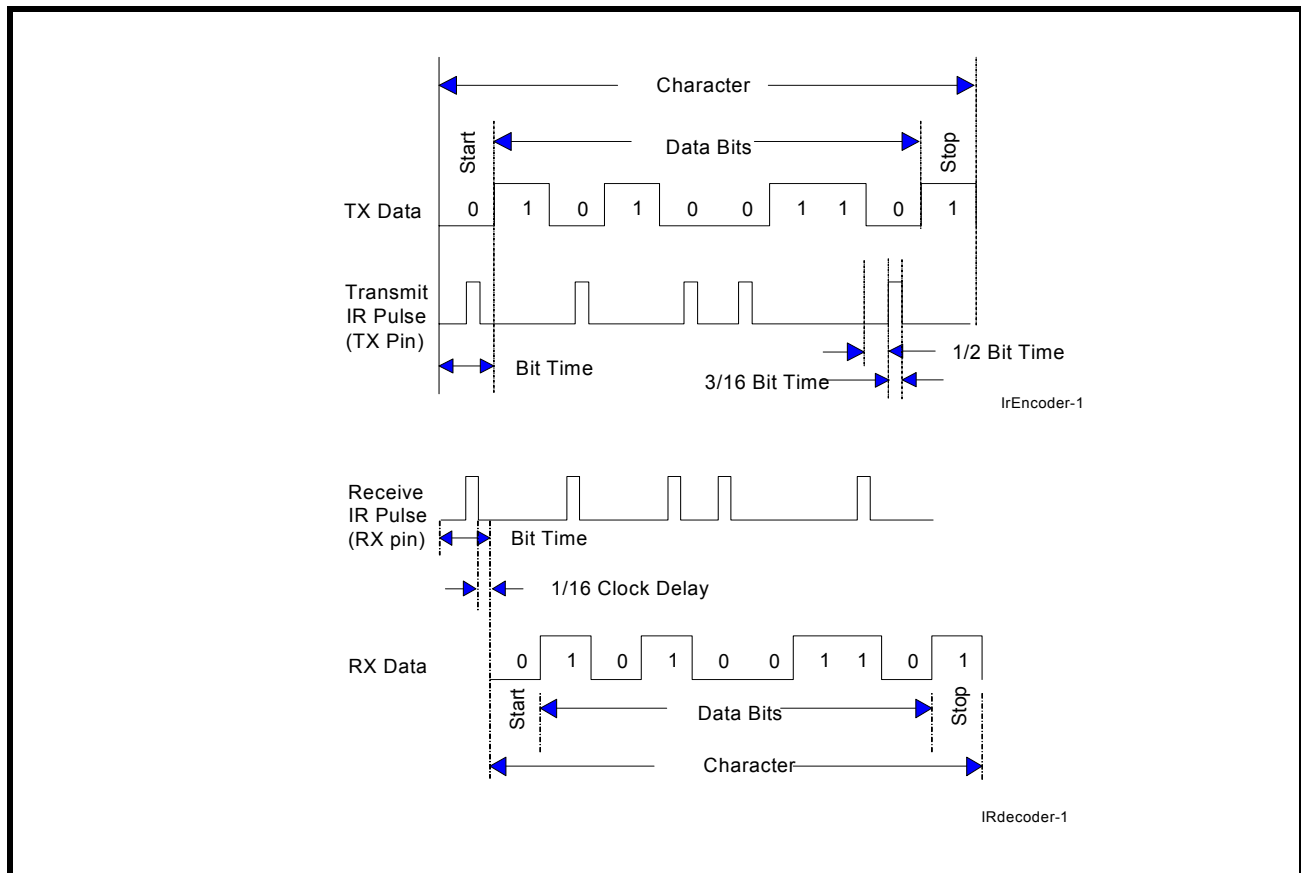 Character
Start
Data Bits
Stop
TX Data
0 1 0 1 0 0 1 1 0 1
Transmit
IR Pulse
(TX Pin)
Bit Time
1/2 Bit Time
3/16 Bit Time
IrEncoder-1
Receive
IR Pulse
(RX pin)
Bit Time
1/16 Clock Delay
RX Data
0 1 0 1 0 0 1 1 0 1
Start
Data Bits
Stop
Character
IRdecoder-1